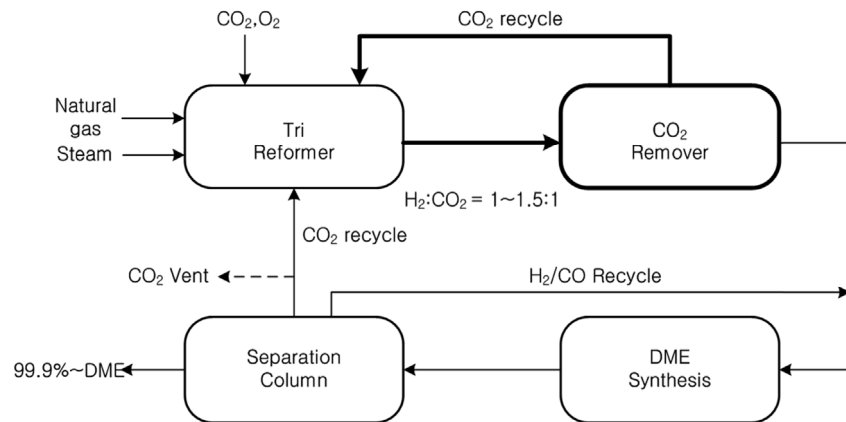 CO₂,O₂
CO₂ recycle
Natural
gas
Steam
Tri
Reformer
CO₂
Remover
H₂:CO₂ = 1~1.5:1
CO₂ recycle
CO₂ Vent
H₂/CO Recycle
99.9%~DME
Separation
Column
DME
Synthesis